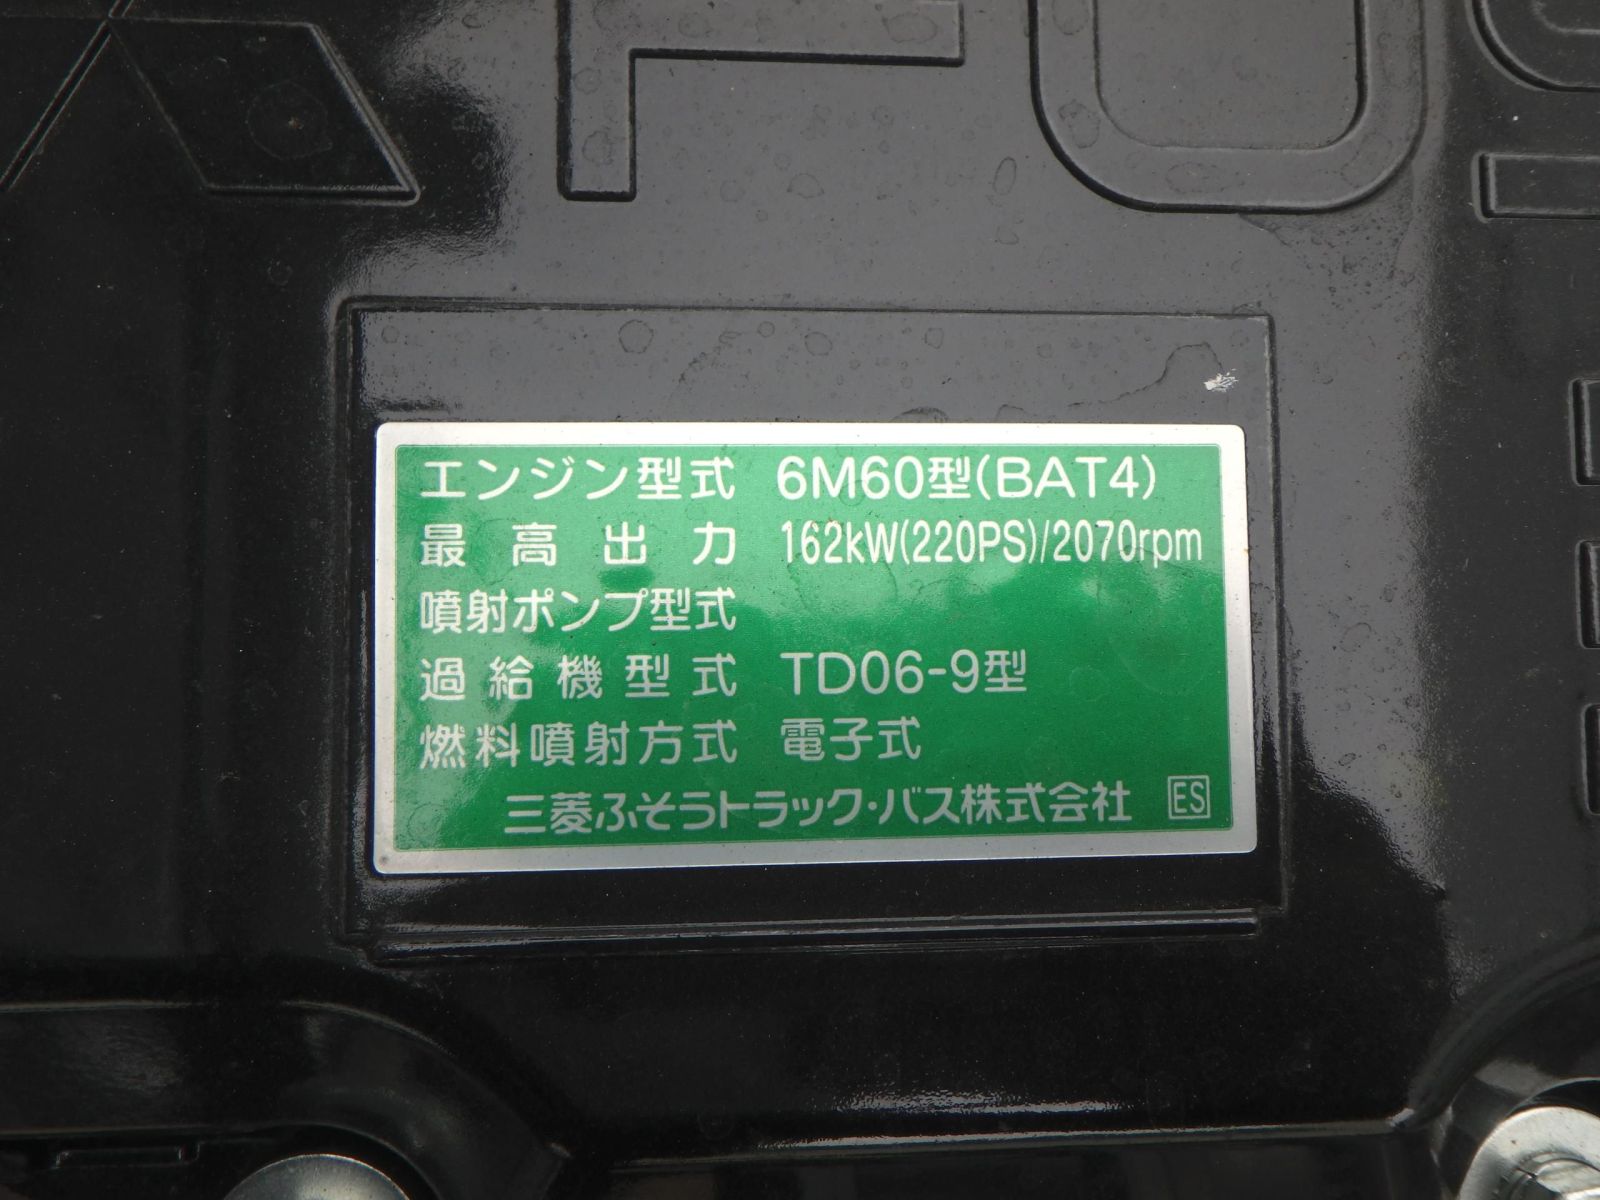 エンジン型式 6M60型(BAT4)
最高出力 162kW(220PS)/2070rpm
噴射ポンプ型式
過給機型式 TD06-9型
燃料噴射方式 電子式
三菱ふそうトラック・バス株式会社 ES